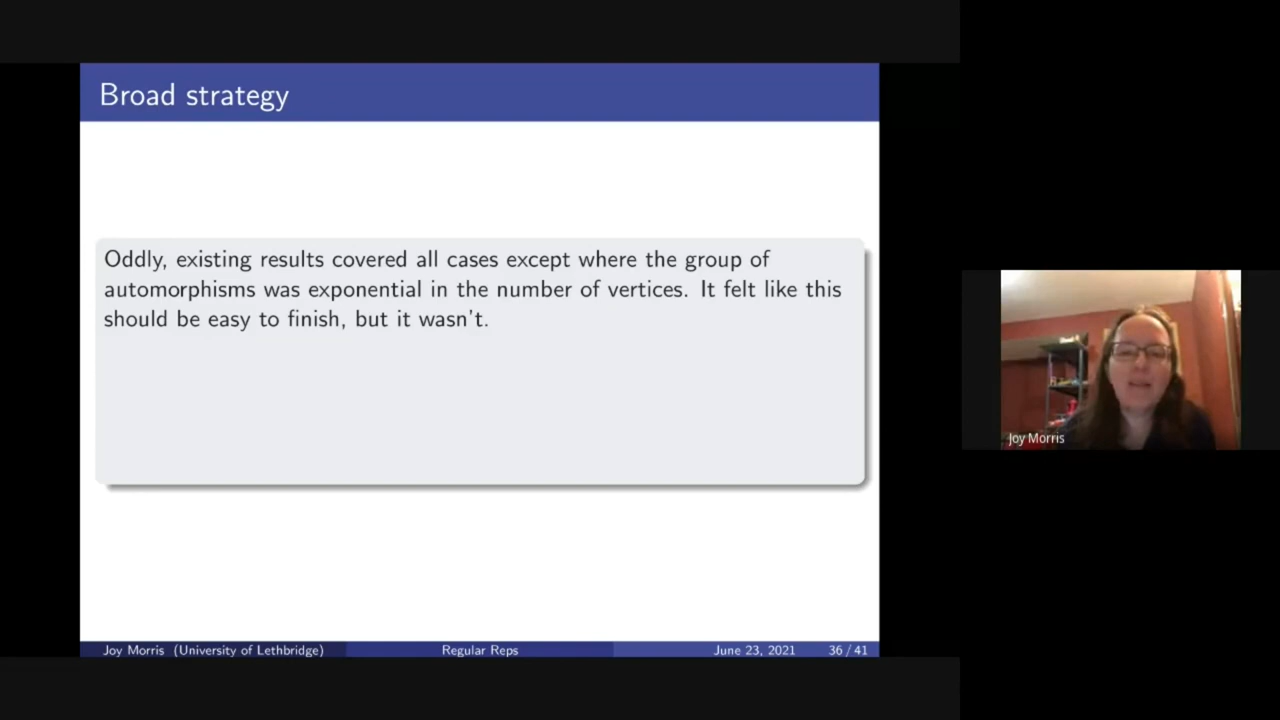 Broad strategy
Oddly, existing results covered all cases except where the group of
automorphisms was exponential in the number of vertices. It felt like this
should be easy to finish, but it wasn't.
Joy Morris
Joy Morris (University of Lethbridge) Regular Reps June 23, 2021 36 / 41